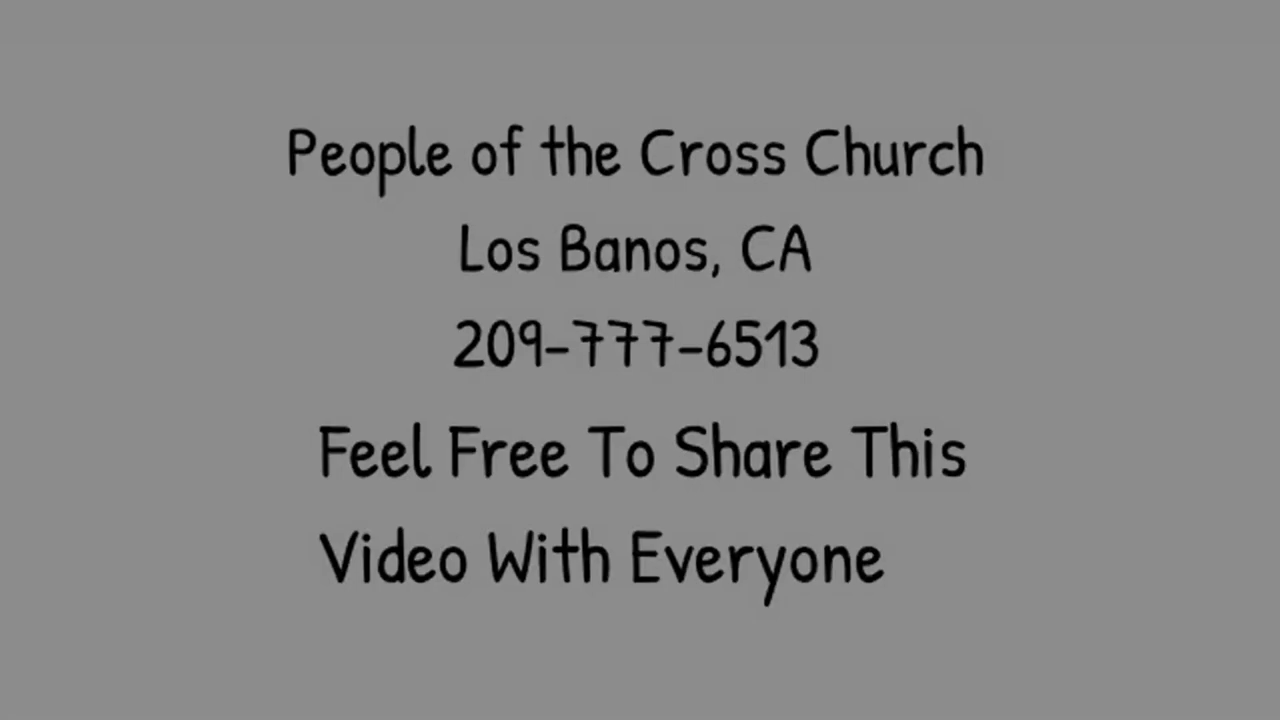 People of the Cross Church
Los Banos, CA
209-777-6513
Feel Free To Share This
Video With Everyone